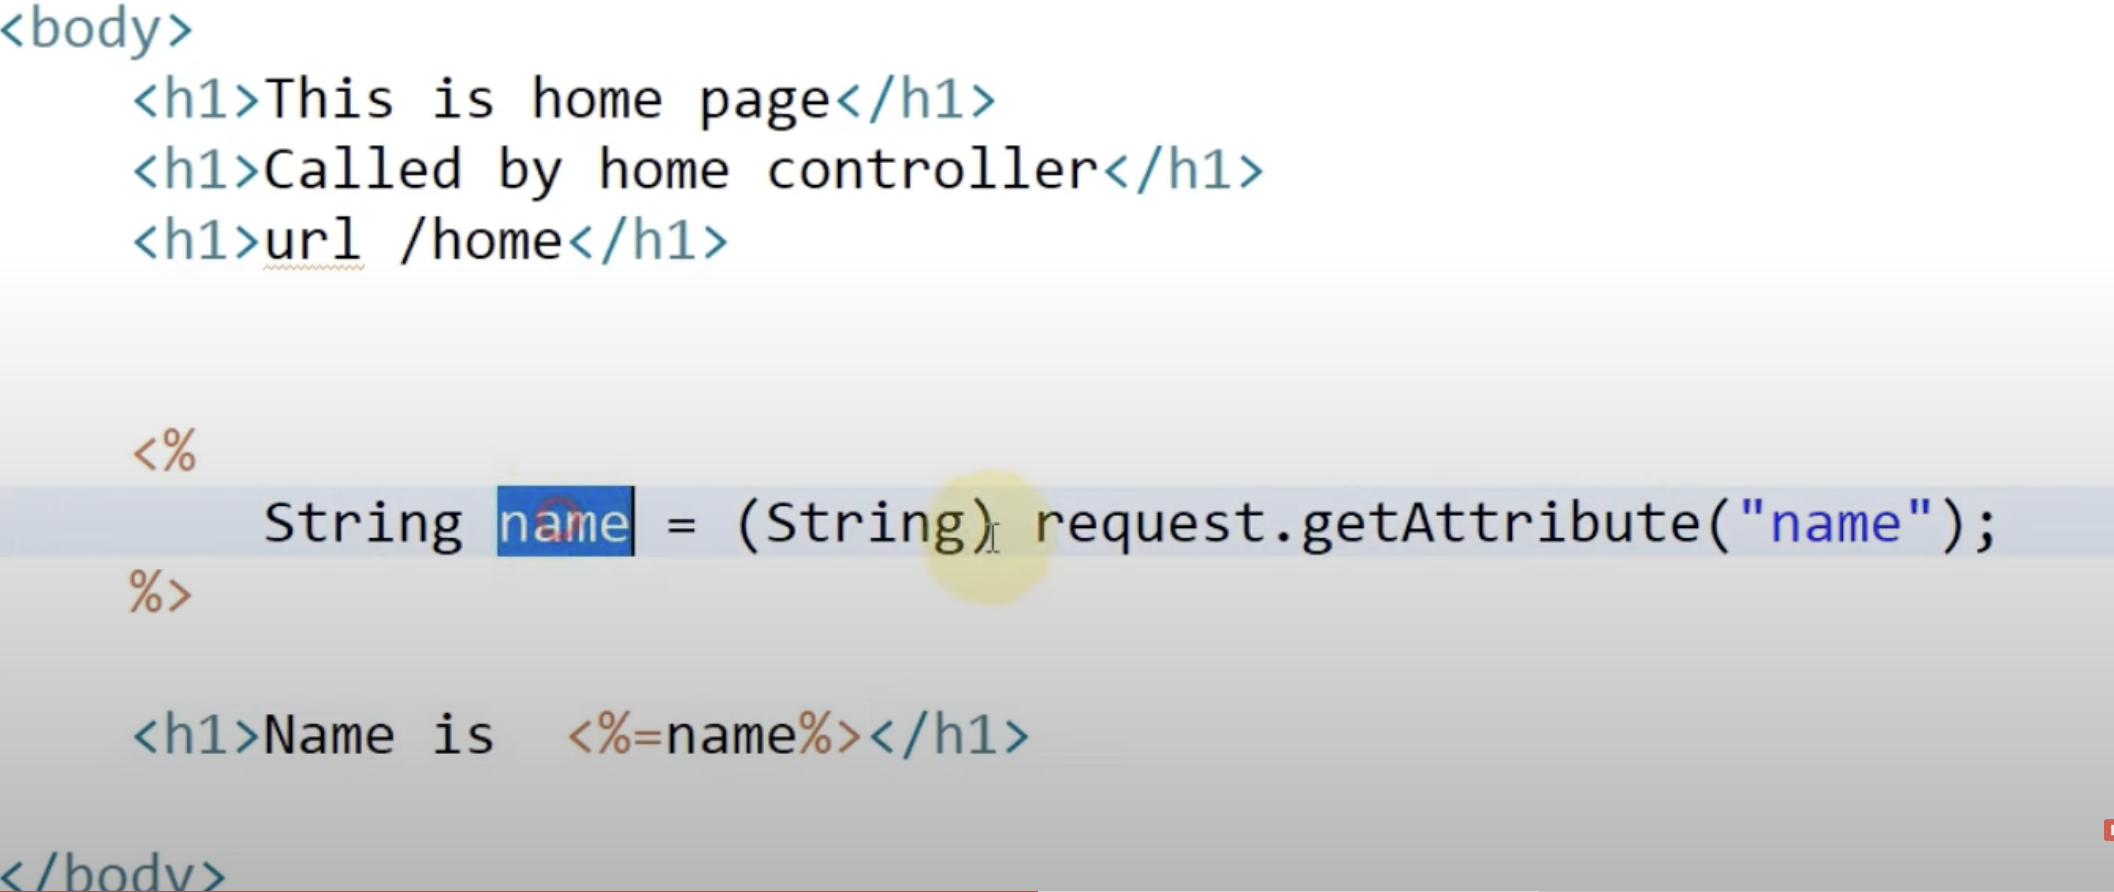 <body>
<h1>This is home page</h1>
<h1>Called by home controller</h1>
<h1>url /home</h1>
<%
String name = (String) request.getAttribute("name");
%>
<h1>Name is  <%=name%></h1>
</body>